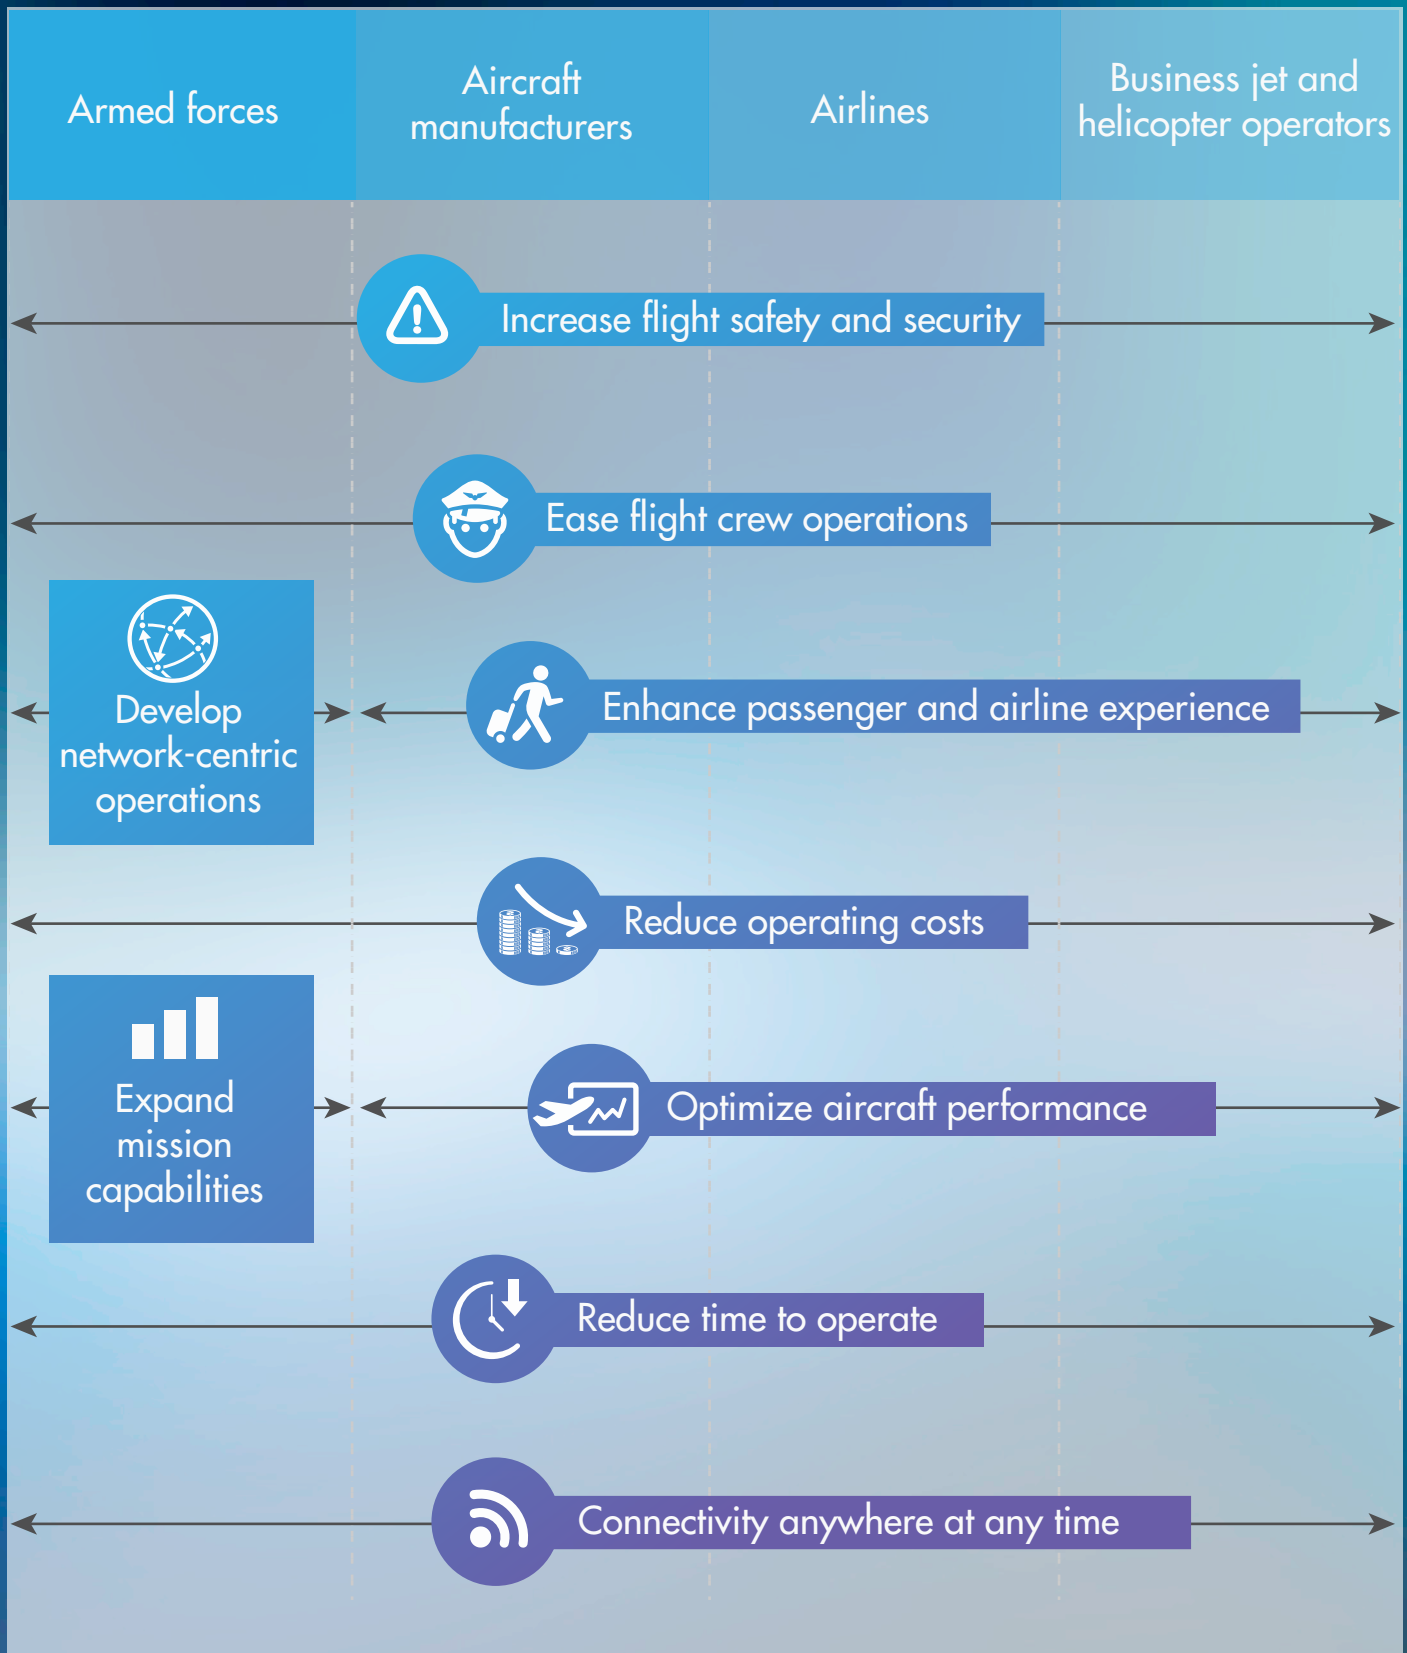 Armed forces
Aircraft
manufacturers
Airlines
Business jet and
helicopter operators
Increase flight safety and security
Ease flight crew operations
Develop
network-centric
operations
Enhance passenger and airline experience
Reduce operating costs
Expand
mission
capabilities
Optimize aircraft performance
Reduce time to operate
Connectivity anywhere at any time